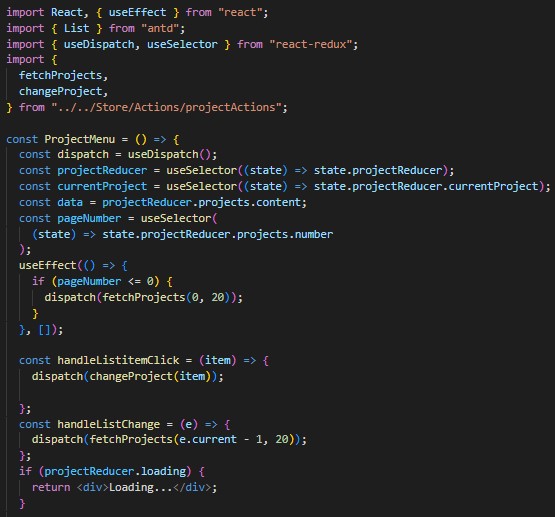 import React, { useEffect } from "react";
import { List } from "antd";
import { useDispatch, useSelector } from "react-redux";
import {
  fetchProjects,
  changeProject,
} from "../../Store/Actions/projectActions";

const ProjectMenu = () => {
  const dispatch = useDispatch();
  const projectReducer = useSelector((state) => state.projectReducer);
  const currentProject = useSelector((state) => state.projectReducer.currentProject);
  const data = projectReducer.projects.content;
  const pageNumber = useSelector(
    (state) => state.projectReducer.projects.number
  );
  useEffect(() => {
    if (pageNumber <= 0) {
      dispatch(fetchProjects(0, 20));
    }
  }, []);

  const handleListitemClick = (item) => {
    dispatch(changeProject(item));

  };
  const handleListChange = (e) => {
    dispatch(fetchProjects(e.current - 1, 20));
  };
  if (projectReducer.loading) {
    return <div>Loading...</div>;
  }